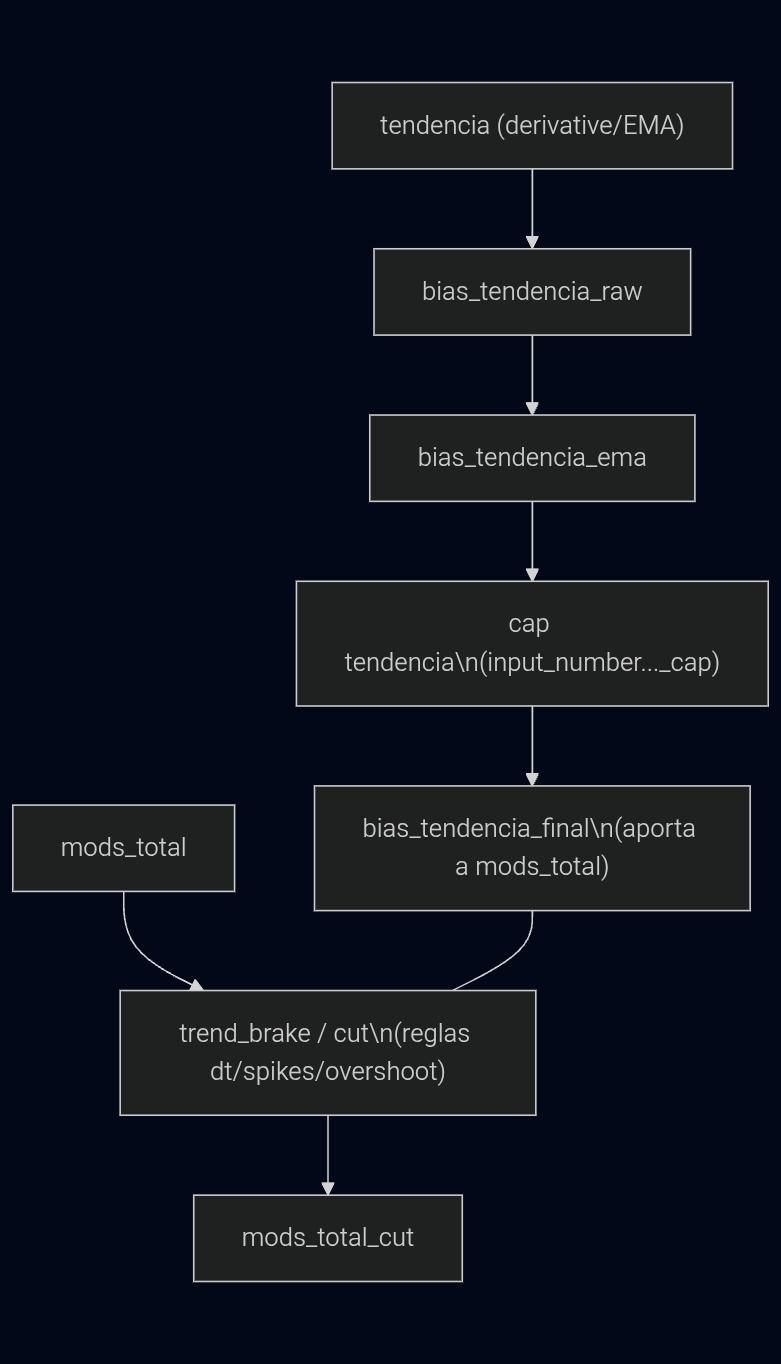 tendencia (derivative/EMA)
bias_tendencia_raw
bias_tendencia_ema
cap
tendencia\n(input_number..._cap)
mods_total
bias_tendencia_final\n(aporta
a mods_total)
trend_brake / cut\n(reglas
dt/spikes/overshoot)
mods_total_cut